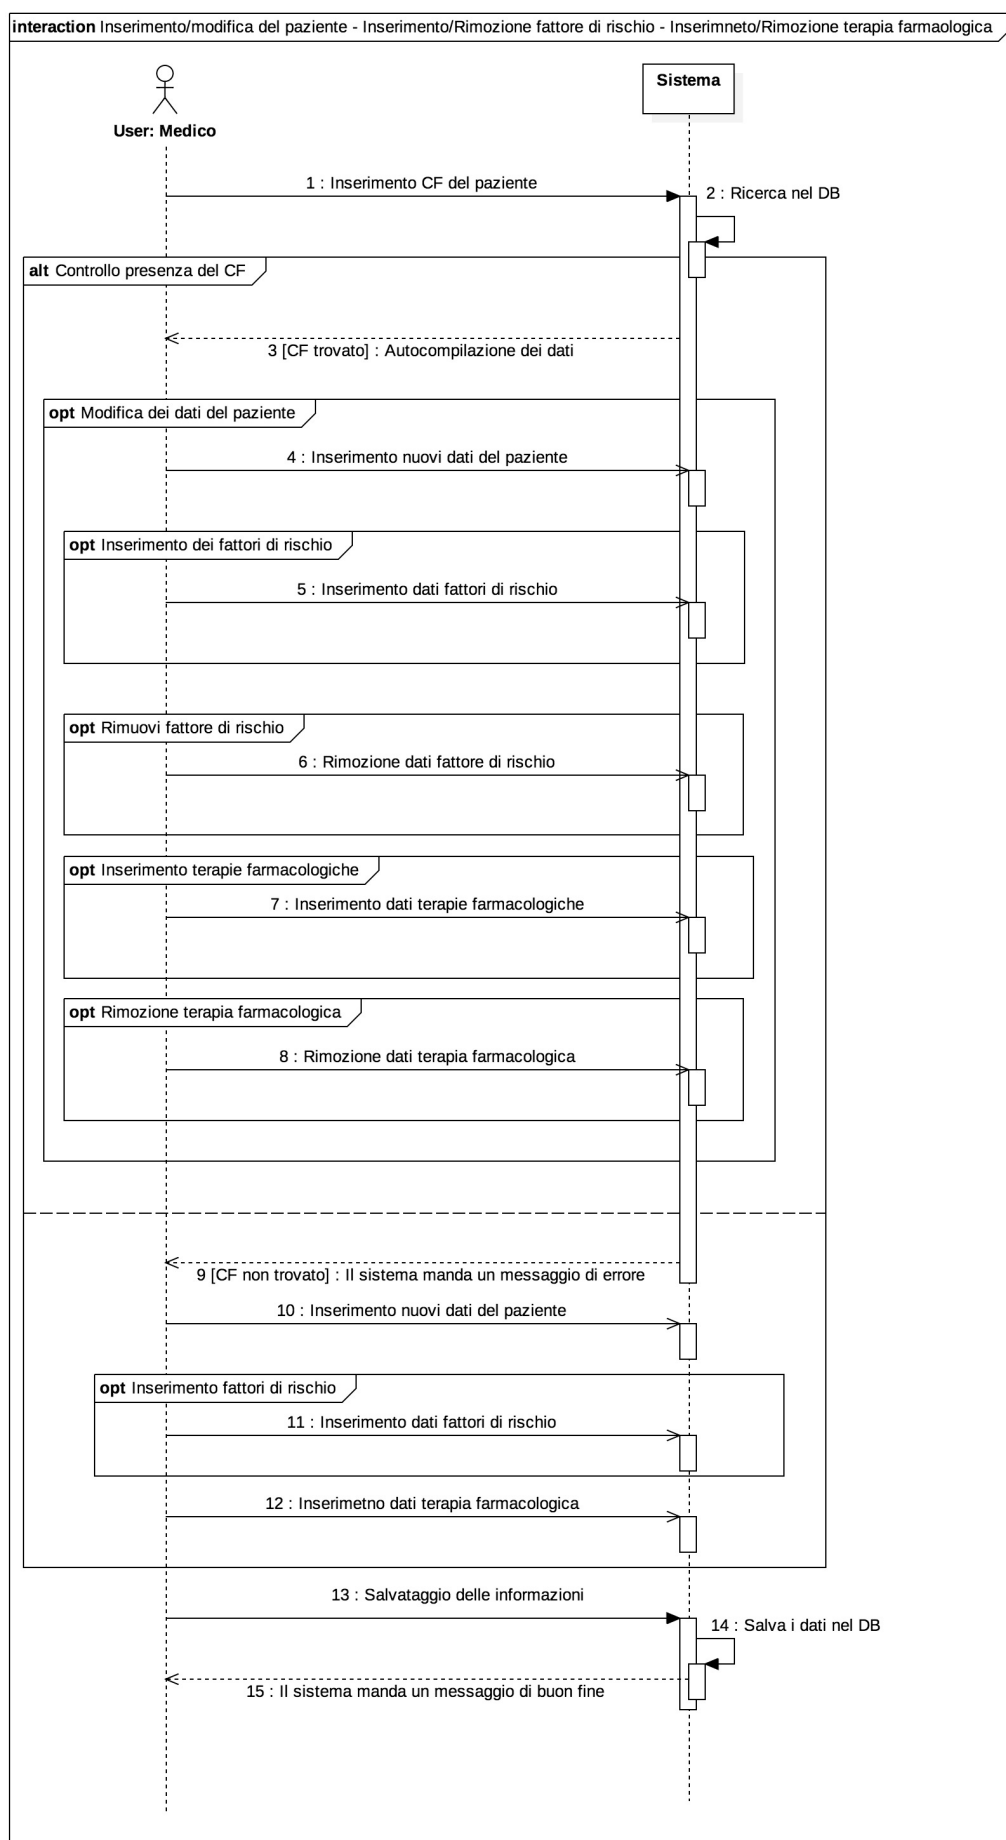 interaction Inserimento/modifica del paziente - Inserimento/Rimozione fattore di rischio - Inserimneto/Rimozione terapia farmaologica
Sistema
User: Medico
1 : Inserimento CF del paziente
2 : Ricerca nel DB
alt Controllo presenza del CF
3 [CF trovato] : Autocompilazione dei dati
opt Modifica dei dati del paziente
4 : Inserimento nuovi dati del paziente
opt Inserimento dei fattori di rischio
5 : Inserimento dati fattori di rischio
opt Rimuovi fattore di rischio
6 : Rimozione dati fattore di rischio
opt Inserimento terapie farmacologiche
7 : Inserimento dati terapie farmacologiche
opt Rimozione terapia farmacologica
8 : Rimozione dati terapia farmacologica
9 [CF non trovato] : Il sistema manda un messaggio di errore
10 : Inserimento nuovi dati del paziente
opt Inserimento fattori di rischio
11 : Inserimento dati fattori di rischio
12 : Inserimetno dati terapia farmacologica
13 : Salvataggio delle informazioni
14 : Salva i dati nel DB
15 : Il sistema manda un messaggio di buon fine